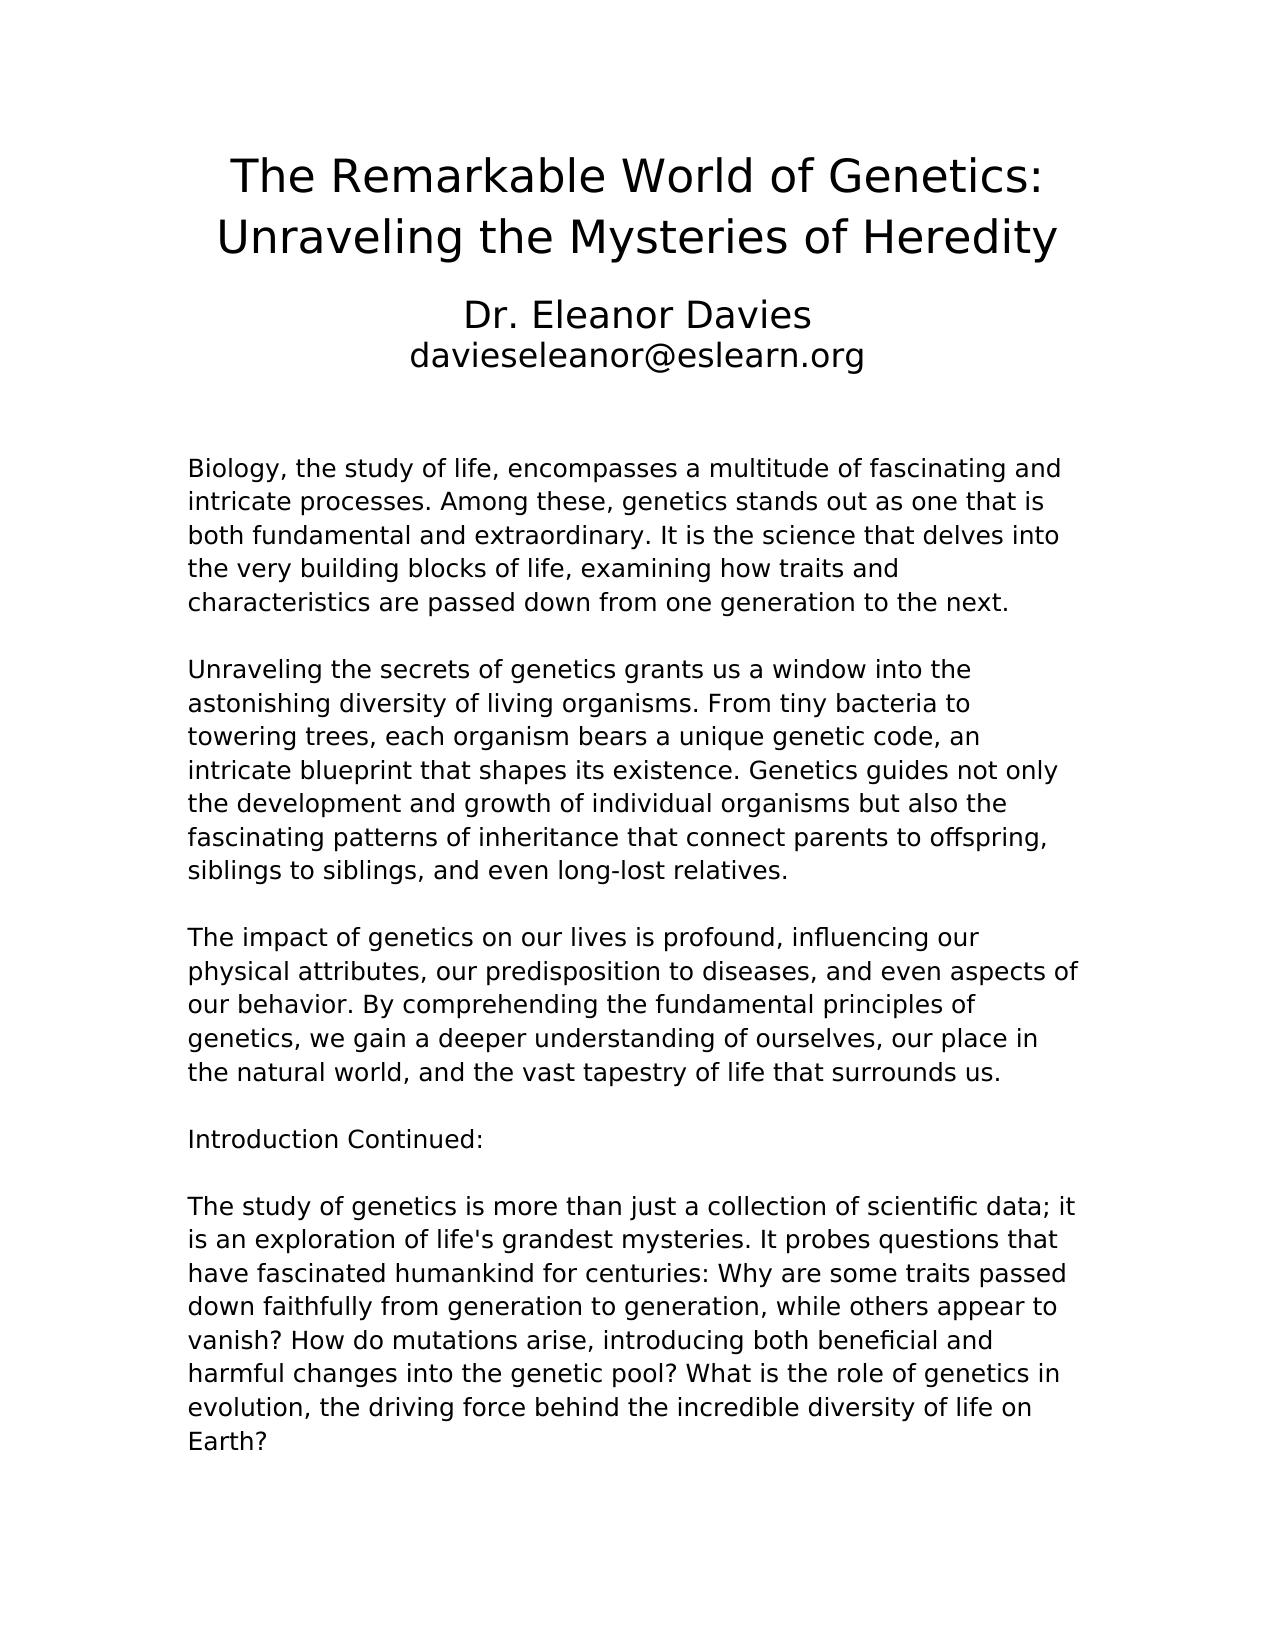 The Remarkable World of Genetics:
Unraveling the Mysteries of Heredity
Dr. Eleanor Davies
davieseleanor@eslearn.org
Biology, the study of life, encompasses a multitude of fascinating and
intricate processes. Among these, genetics stands out as one that is
both fundamental and extraordinary. It is the science that delves into
the very building blocks of life, examining how traits and
characteristics are passed down from one generation to the next.
Unraveling the secrets of genetics grants us a window into the
astonishing diversity of living organisms. From tiny bacteria to
towering trees, each organism bears a unique genetic code, an
intricate blueprint that shapes its existence. Genetics guides not only
the development and growth of individual organisms but also the
fascinating patterns of inheritance that connect parents to offspring,
siblings to siblings, and even long-lost relatives.
The impact of genetics on our lives is profound, influencing our
physical attributes, our predisposition to diseases, and even aspects of
our behavior. By comprehending the fundamental principles of
genetics, we gain a deeper understanding of ourselves, our place in
the natural world, and the vast tapestry of life that surrounds us.
Introduction Continued:
The study of genetics is more than just a collection of scientific data; it
is an exploration of life's grandest mysteries. It probes questions that
have fascinated humankind for centuries: Why are some traits passed
down faithfully from generation to generation, while others appear to
vanish? How do mutations arise, introducing both beneficial and
harmful changes into the genetic pool? What is the role of genetics in
evolution, the driving force behind the incredible diversity of life on
Earth?